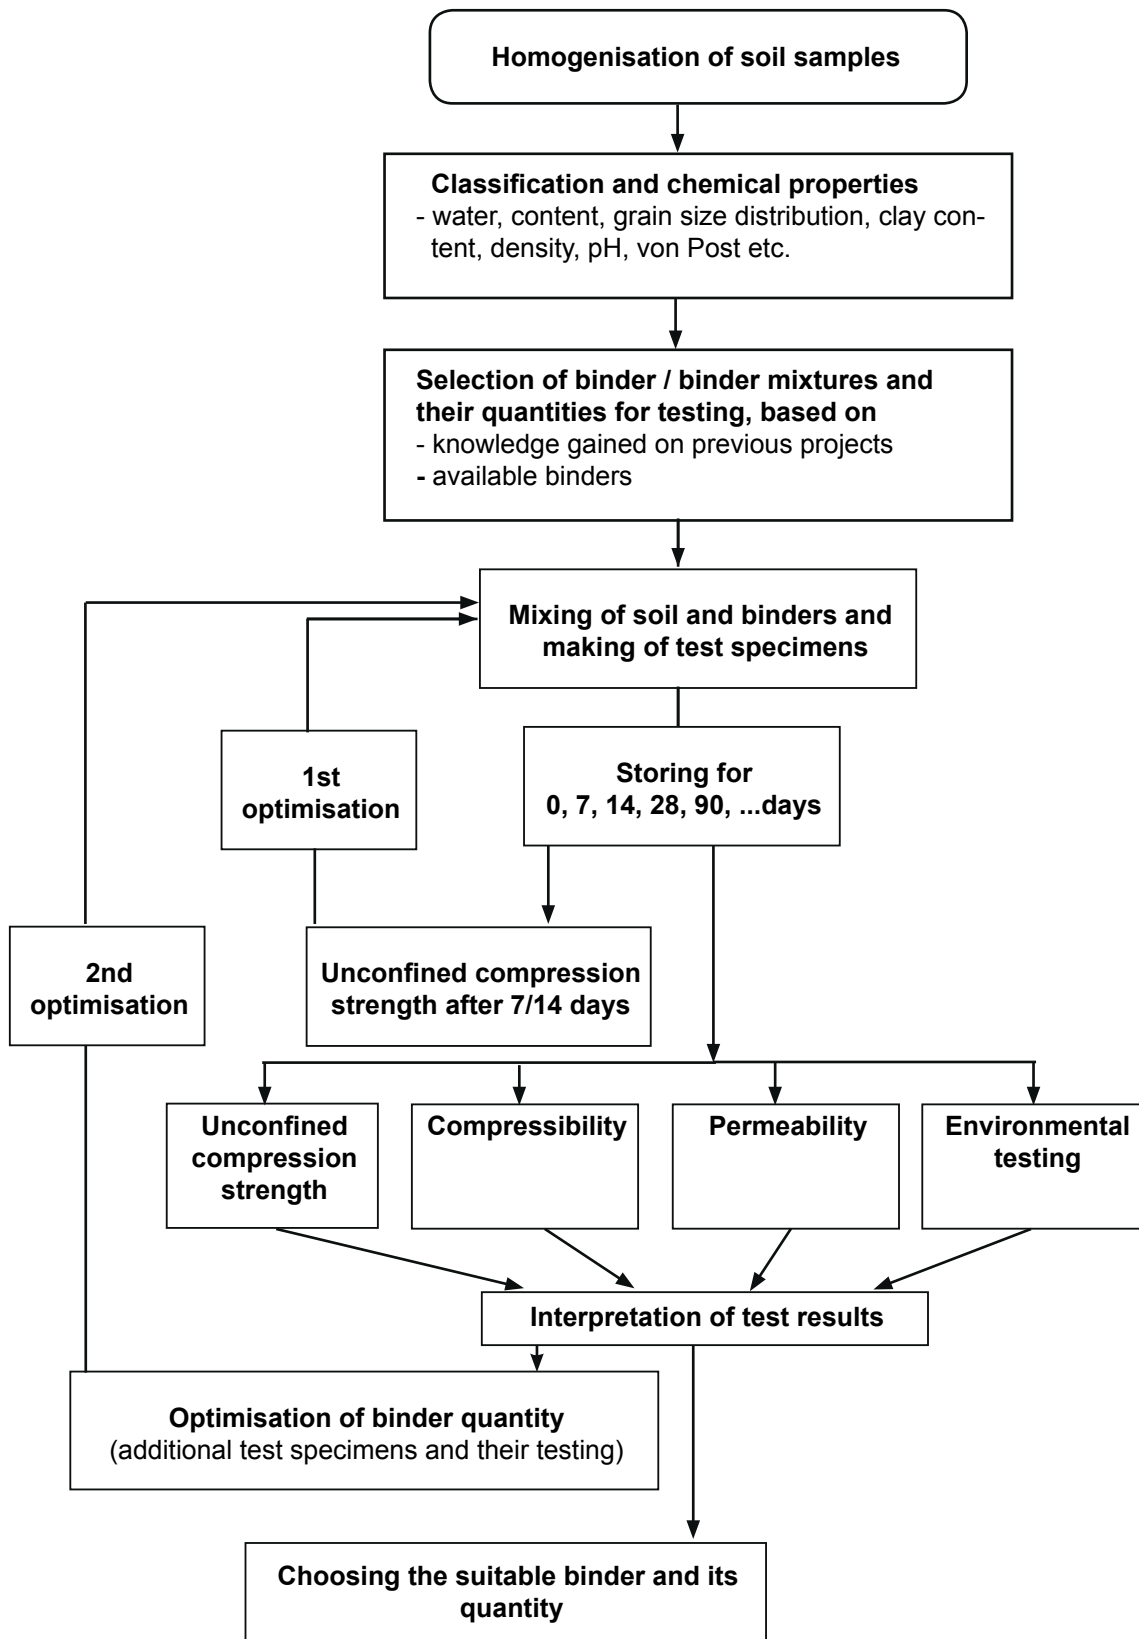 Homogenisation of soil samples
Classification and chemical properties
- water, content, grain size distribution, clay con-
tent, density, pH, von Post etc.
Selection of binder / binder mixtures and
their quantities for testing, based on
- knowledge gained on previous projects
- available binders
Mixing of soil and binders and
making of test specimens
1st
optimisation
Storing for
0, 7, 14, 28, 90, ...days
2nd
optimisation
Unconfined compression
strength after 7/14 days
Unconfined
compression
strength
Compressibility
Permeability
Environmental
testing
Interpretation of test results
Optimisation of binder quantity
(additional test specimens and their testing)
Choosing the suitable binder and its
quantity